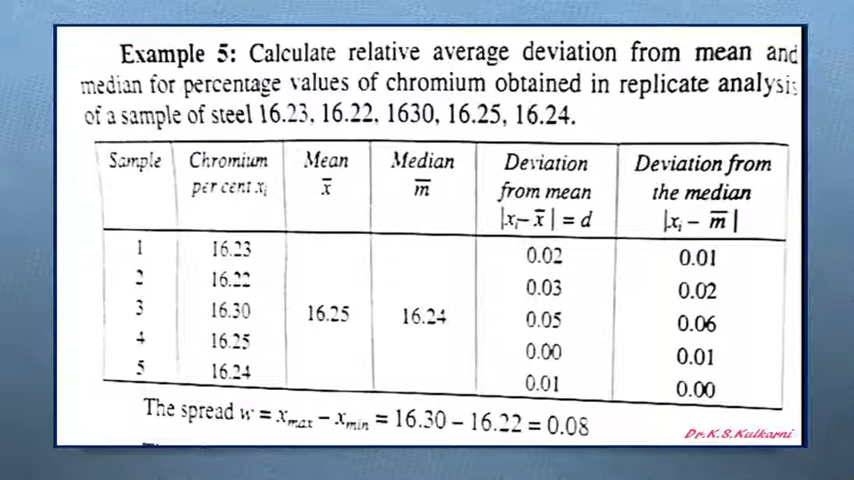 Example 5: Calculate relative average deviation from mean and
median for percentage values of chromium obtained in replicate analysis
of a sample of steel 16.23, 16.22, 1630, 16.25, 16.24.
Sample Chromium per cent xᵢ Mean x̅ Median m̅ Deviation from mean |xᵢ– x̅ | = d Deviation from the median |xᵢ – m̅ |
1 16.23 0.02 0.01
2 16.22 0.03 0.02
3 16.30 16.25 16.24 0.05 0.06
4 16.25 0.00 0.01
5 16.24 0.01 0.00
The spread w = xmax – xmin = 16.30 – 16.22 = 0.08
Dr.K.S.Kulkarni